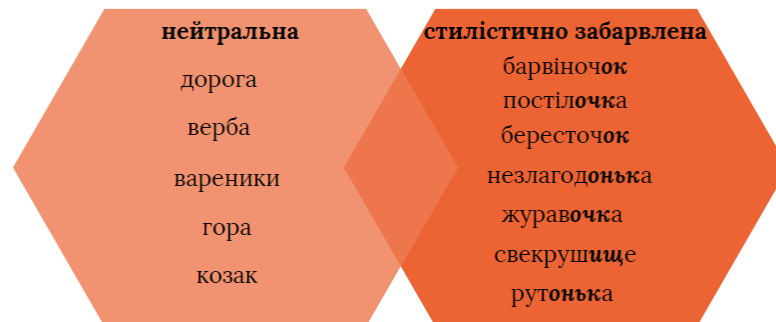 нейтральна
дорога
верба
вареники
гора
козак
стилістично забарвлена
барвіночок
постілочка
бересточок
незлагодонька
журавочка
свекрушище
рутонька